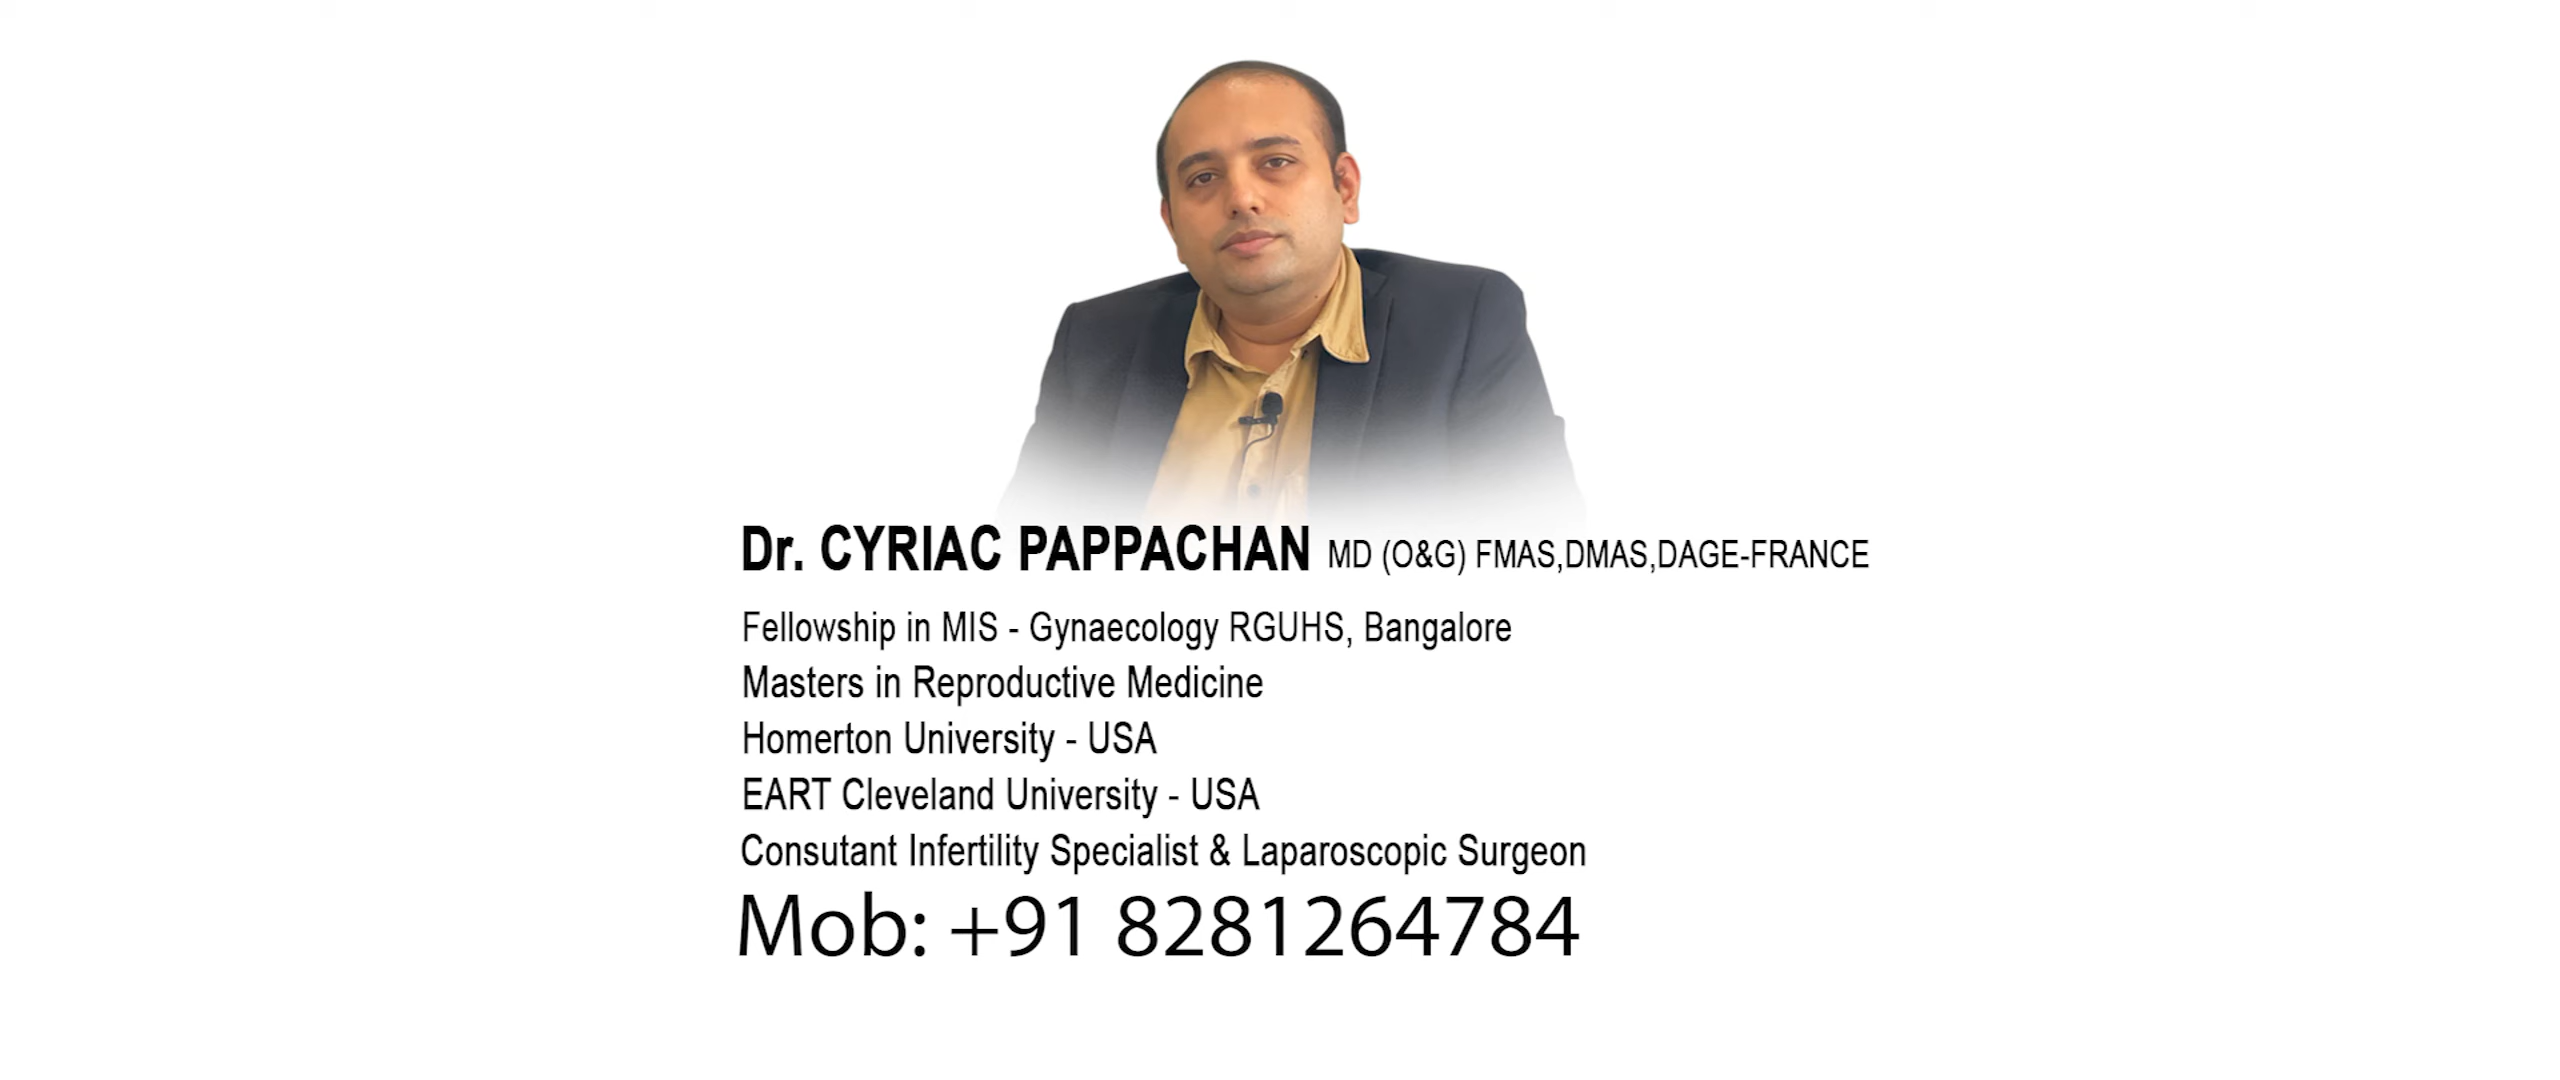 Dr. CYRIAC PAPPACHAN MD (O&G) FMAS,DMAS,DAGE-FRANCE
Fellowship in MIS - Gynaecology RGUHS, Bangalore
Masters in Reproductive Medicine
Homerton University - USA
EART Cleveland University - USA
Consutant Infertility Specialist & Laparoscopic Surgeon
Mob: +91 8281264784